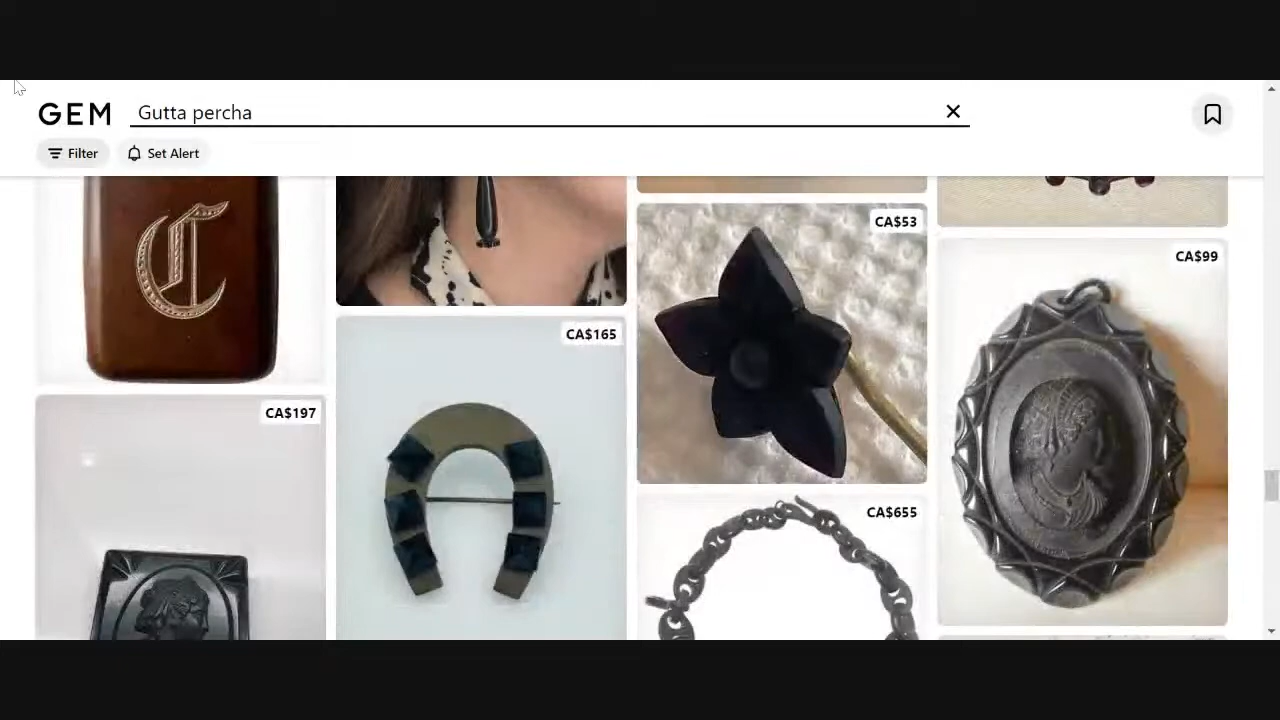 GEM Gutta percha
Filter Set Alert
CA$53
CA$99
C
CA$165
CA$197
CA$655